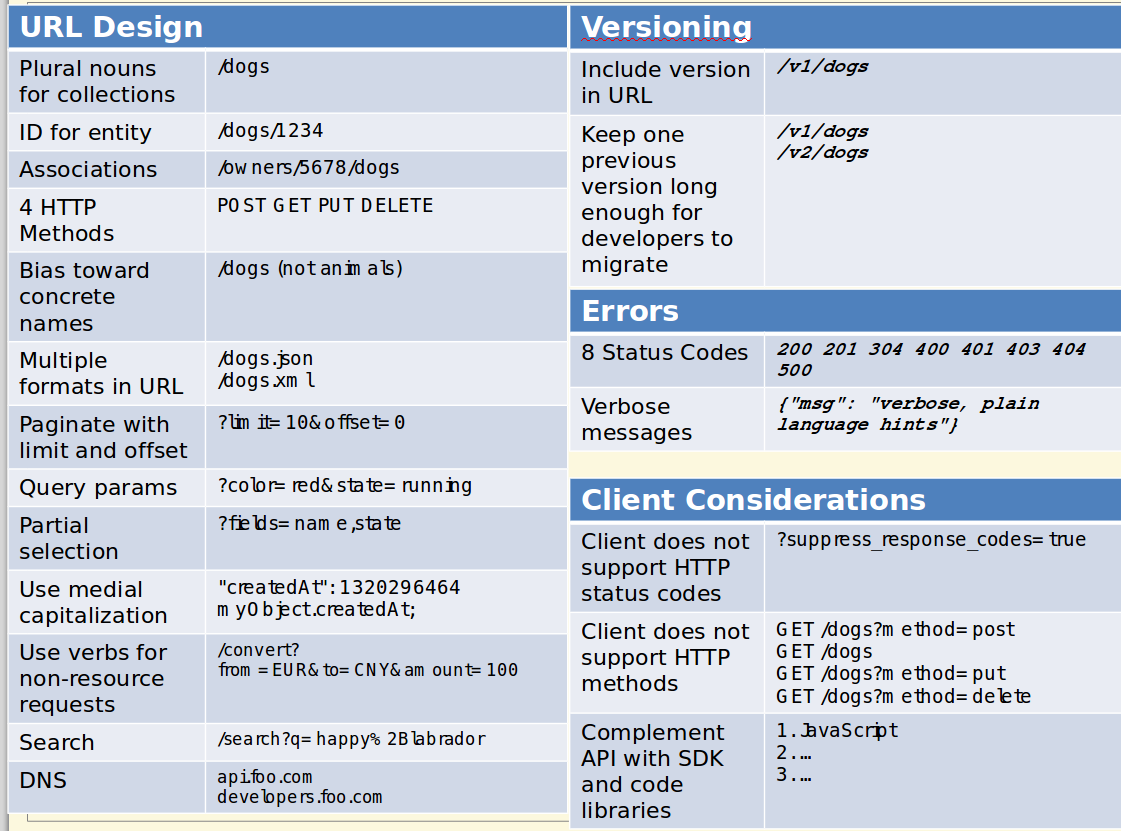 URL Design
Plural nouns
for collections
/dogs
ID for entity
/dogs/1234
Associations
/owners/5678/dogs
4 HTTP
Methods
POST GET PUT DELETE
Bias toward
concrete
names
/dogs (not animals)
Multiple
formats in URL
/dogs.json
/dogs.xml
Paginate with
limit and offset
?limit=10&offset=0
Query params
?color=red&state=running
Partial
selection
?fields=name,state
Use medial
capitalization
"createdAt":1320296464
myObject.createdAt;
Use verbs for
non-resource
requests
/convert?
from=EUR&to=CNY&amount=100
Search
/search?q=happy%2Blabrador
DNS
api.foo.com
developers.foo.com
Versioning
Include version
in URL
/v1/dogs
Keep one
previous
version long
enough for
developers to
migrate
/v1/dogs
/v2/dogs
Errors
8 Status Codes
200 201 304 400 401 403 404
500
Verbose
messages
{"msg": "verbose, plain
language hints"}
Client Considerations
Client does not
support HTTP
status codes
?suppress_response_codes=true
Client does not
support HTTP
methods
GET /dogs?method=post
GET /dogs
GET /dogs?method=put
GET /dogs?method=delete
Complement
API with SDK
and code
libraries
1. JavaScript
2. …
3. …